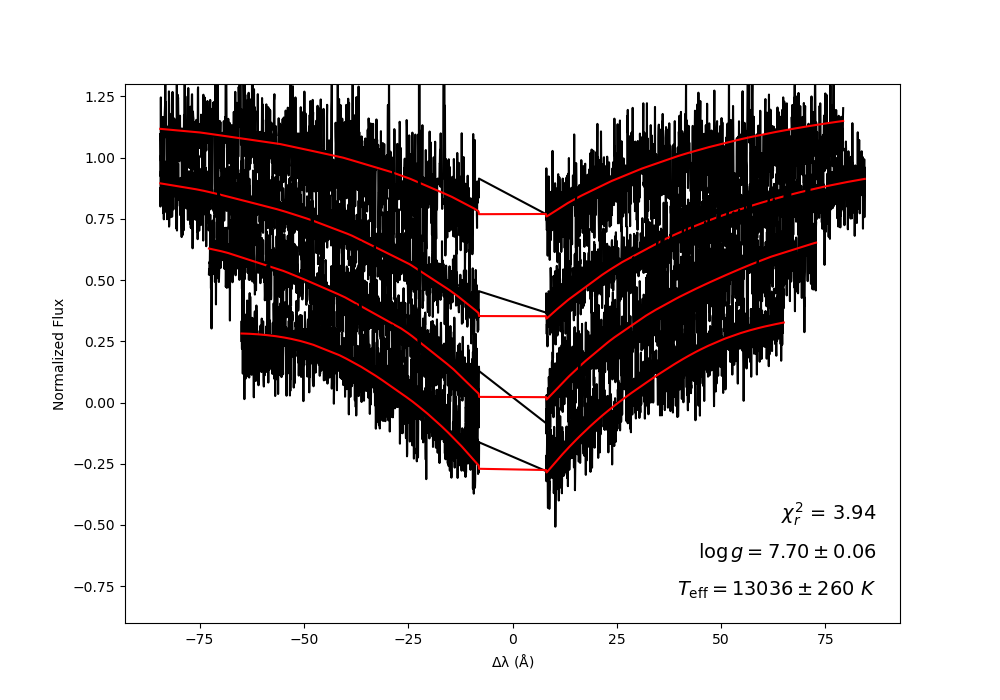 1.25
1.00
0.75
0.50
0.25
0.00
−0.25
−0.50
−0.75
Normalized Flux
χ²ᵣ = 3.94
log g = 7.70 ± 0.06
T_eff = 13036 ± 260 K
−75 −50 −25 0 25 50 75
Δλ (Å)